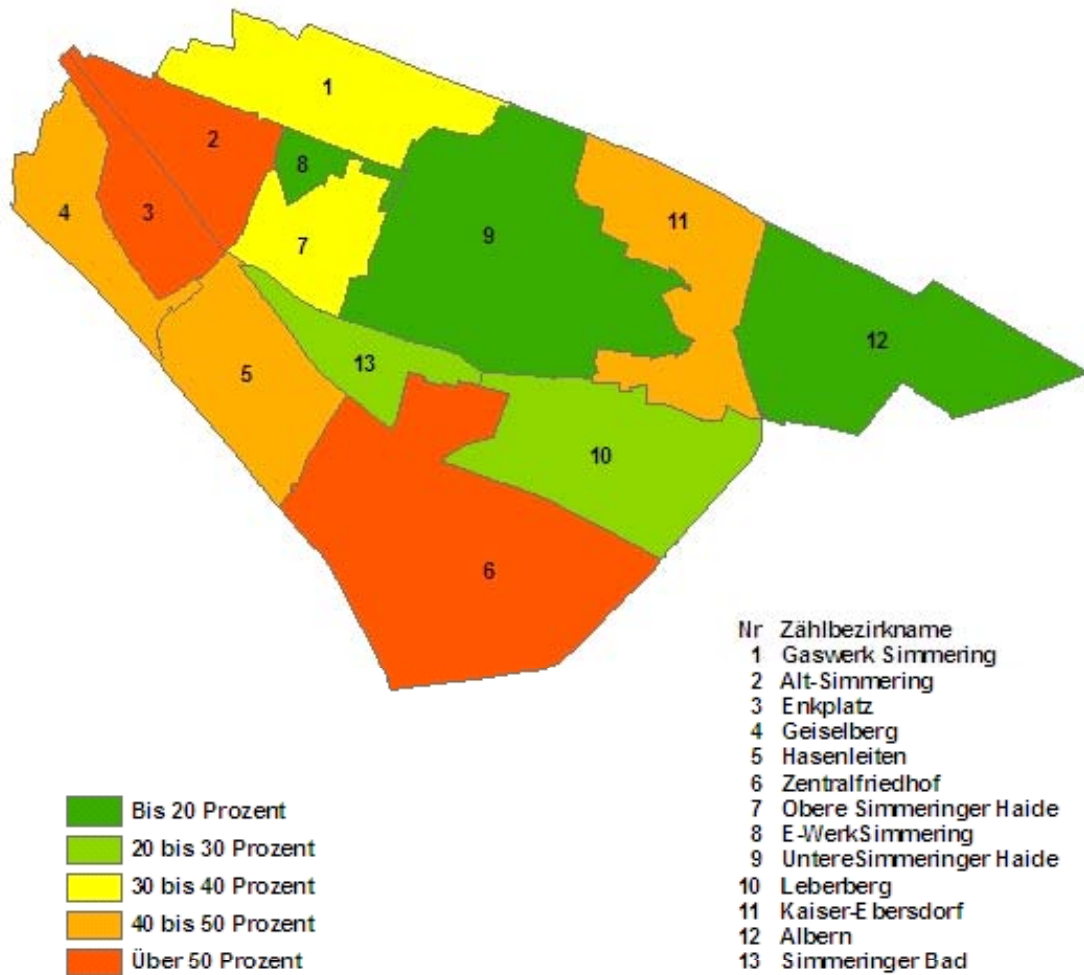 1
2
8
3
4
7
9
11
12
13
5
10
6
Nr Zählbezirkname
1 Gaswerk Simmering
2 Alt-Simmering
3 Enkplatz
4 Geiselberg
5 Hasenleiten
6 Zentralfriedhof
7 Obere Simmeringer Haide
8 E-WerkSimmering
9 UntereSimmeringer Haide
10 Leberberg
11 Kaiser-Ebersdorf
12 Albern
13 Simmeringer Bad
Bis 20 Prozent
20 bis 30 Prozent
30 bis 40 Prozent
40 bis 50 Prozent
Über 50 Prozent